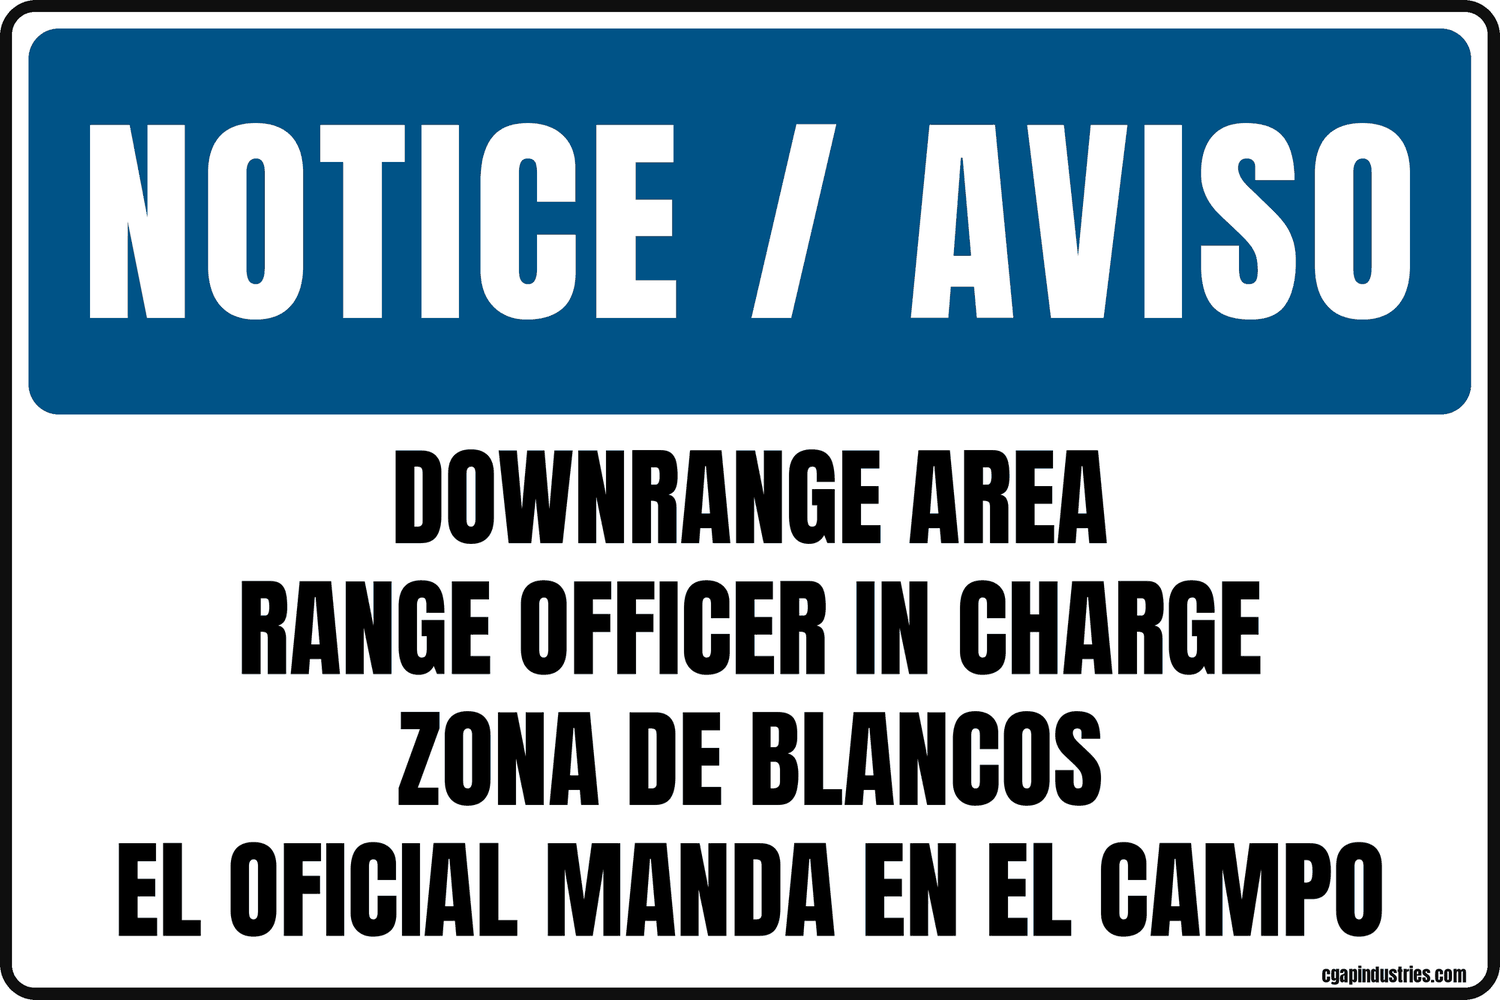 NOTICE / AVISO
DOWNRANGE AREA
RANGE OFFICER IN CHARGE
ZONA DE BLANCOS
EL OFICIAL MANDA EN EL CAMPO
cgapindustries.com